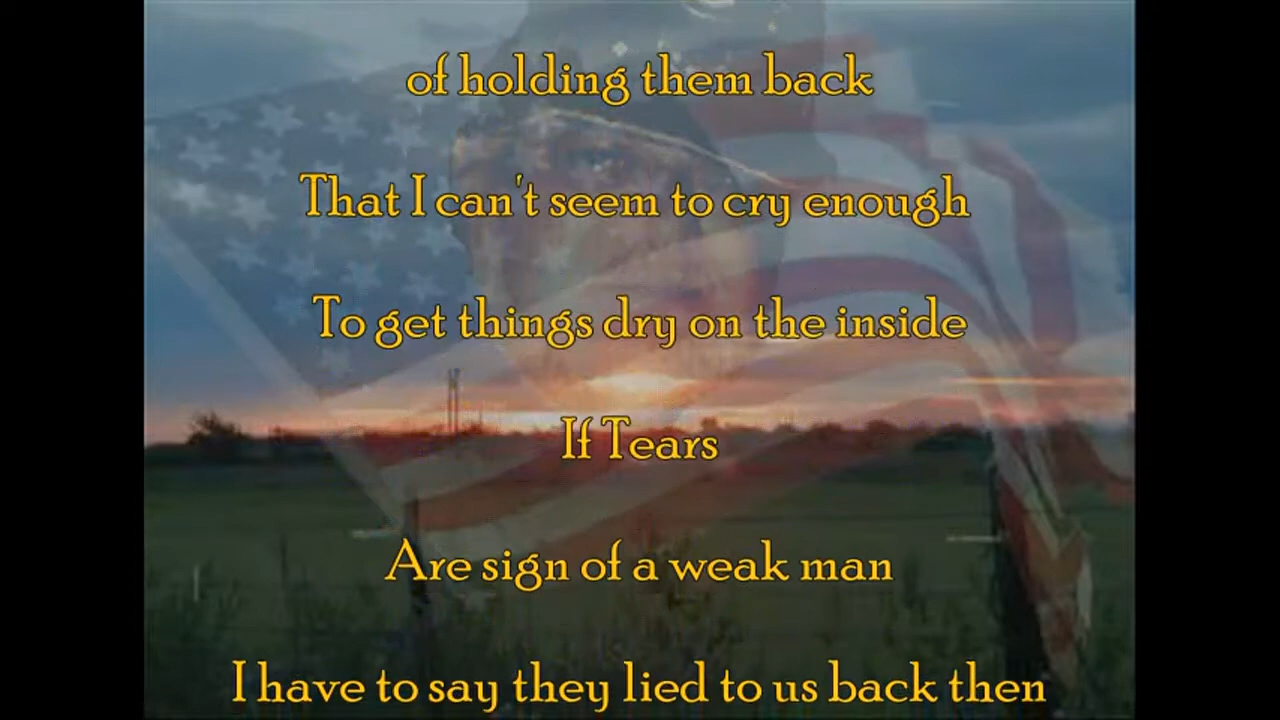 of holding them back
That I can't seem to cry enough
To get things dry on the inside
If Tears
Are sign of a weak man
I have to say they lied to us back then